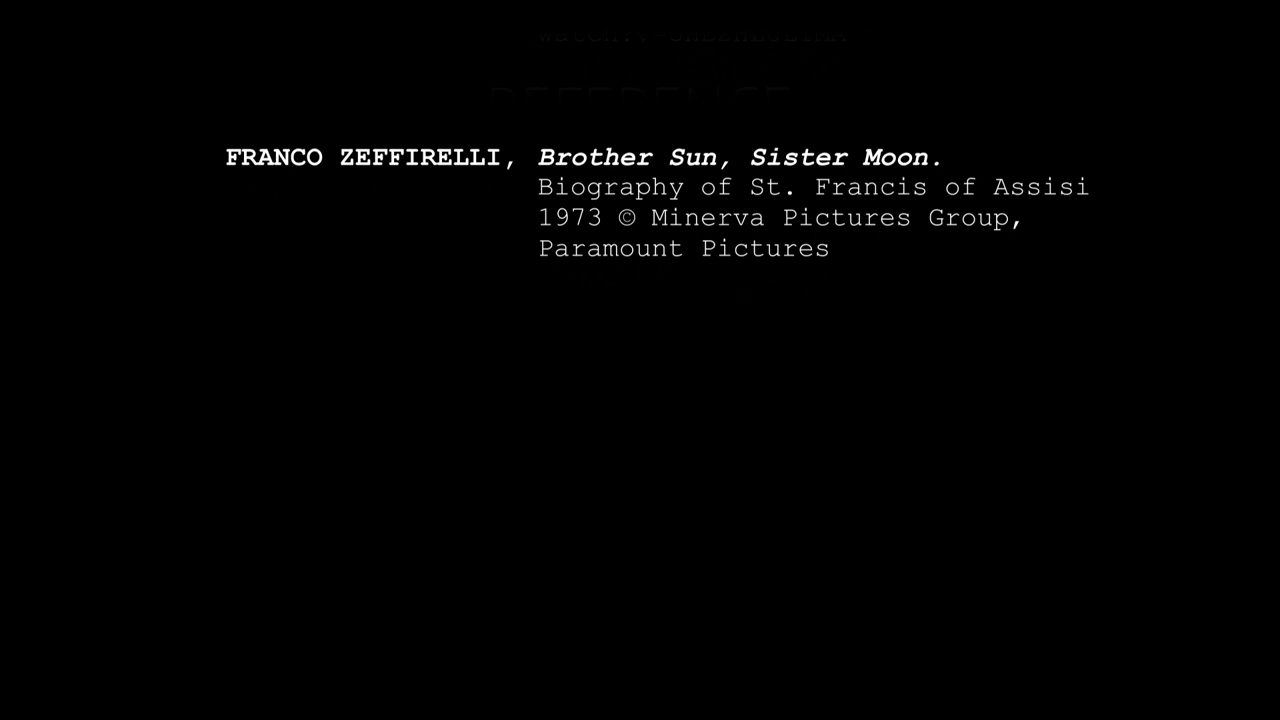 FRANCO ZEFFIRELLI, Brother Sun, Sister Moon.
Biography of St. Francis of Assisi
1973 © Minerva Pictures Group,
Paramount Pictures